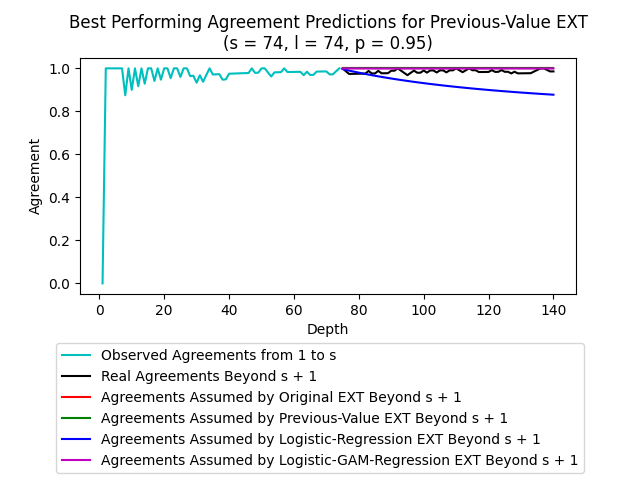 Best Performing Agreement Predictions for Previous-Value EXT
(s = 74, l = 74, p = 0.95)
1.0
0.8
0.6
0.4
0.2
0.0
Agreement
0 20 40 60 80 100 120 140
Depth
Observed Agreements from 1 to s
Real Agreements Beyond s + 1
Agreements Assumed by Original EXT Beyond s + 1
Agreements Assumed by Previous-Value EXT Beyond s + 1
Agreements Assumed by Logistic-Regression EXT Beyond s + 1
Agreements Assumed by Logistic-GAM-Regression EXT Beyond s + 1